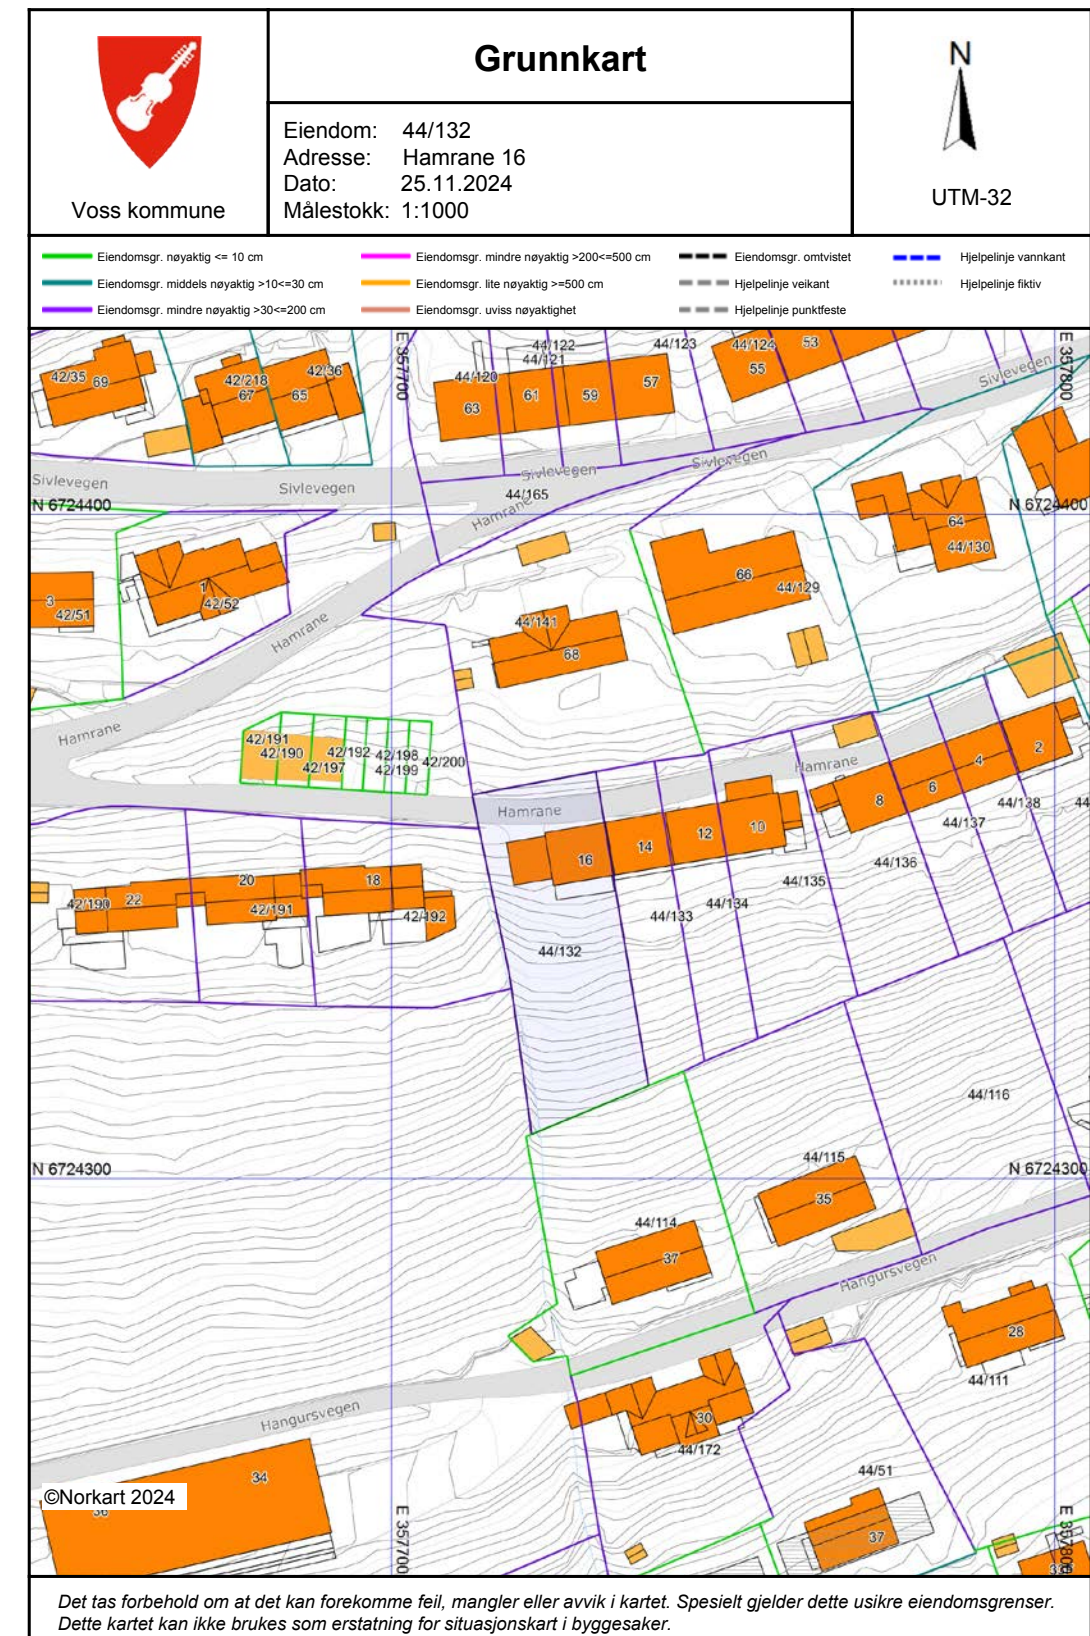 Grunnkart
Voss kommune
Eiendom: 44/132
Adresse: Hamrane 16
Dato: 25.11.2024
Målestokk: 1:1000
N
UTM-32
Eiendomsgr. nøyaktig <= 10 cm
Eiendomsgr. middels nøyaktig >10<=30 cm
Eiendomsgr. mindre nøyaktig >30<=200 cm
Eiendomsgr. mindre nøyaktig >200<=500 cm
Eiendomsgr. lite nøyaktig >=500 cm
Eiendomsgr. uviss nøyaktighet
Eiendomsgr. omtvistet
Hjelpelinje veikant
Hjelpelinje punktfeste
Hjelpelinje vannkant
Hjelpelinje fiktiv
E 357700
E 357800
42/35
69
42/218
67
42/36
65
44/120
63
44/122
44/121
61
59
57
44/123
44/124
55
53
Sivlevegen
Sivlevegen
Sivlevegen
Sivlevegen
Sivlevegen
N 6724400
N 6724400
44/165
Hamrane
64
44/130
66
44/129
3
42/51
1
42/52
Hamrane
44/141
68
Hamrane
42/191
42/190
42/197
42/192
42/198
42/199
42/200
Hamrane
Hamrane
2
4
6
8
44/138
44/137
44
44/136
44/135
10
12
14
16
44/134
44/133
44/132
18
20
22
42/190
42/191
42/192
44/116
N 6724300
N 6724300
44/115
35
44/114
37
Hangursvegen
28
44/111
30
44/172
44/51
37
Hangursvegen
34
36
33
©Norkart 2024
E 357700
E 357800
Det tas forbehold om at det kan forekomme feil, mangler eller avvik i kartet. Spesielt gjelder dette usikre eiendomsgrenser.
Dette kartet kan ikke brukes som erstatning for situasjonskart i byggesaker.